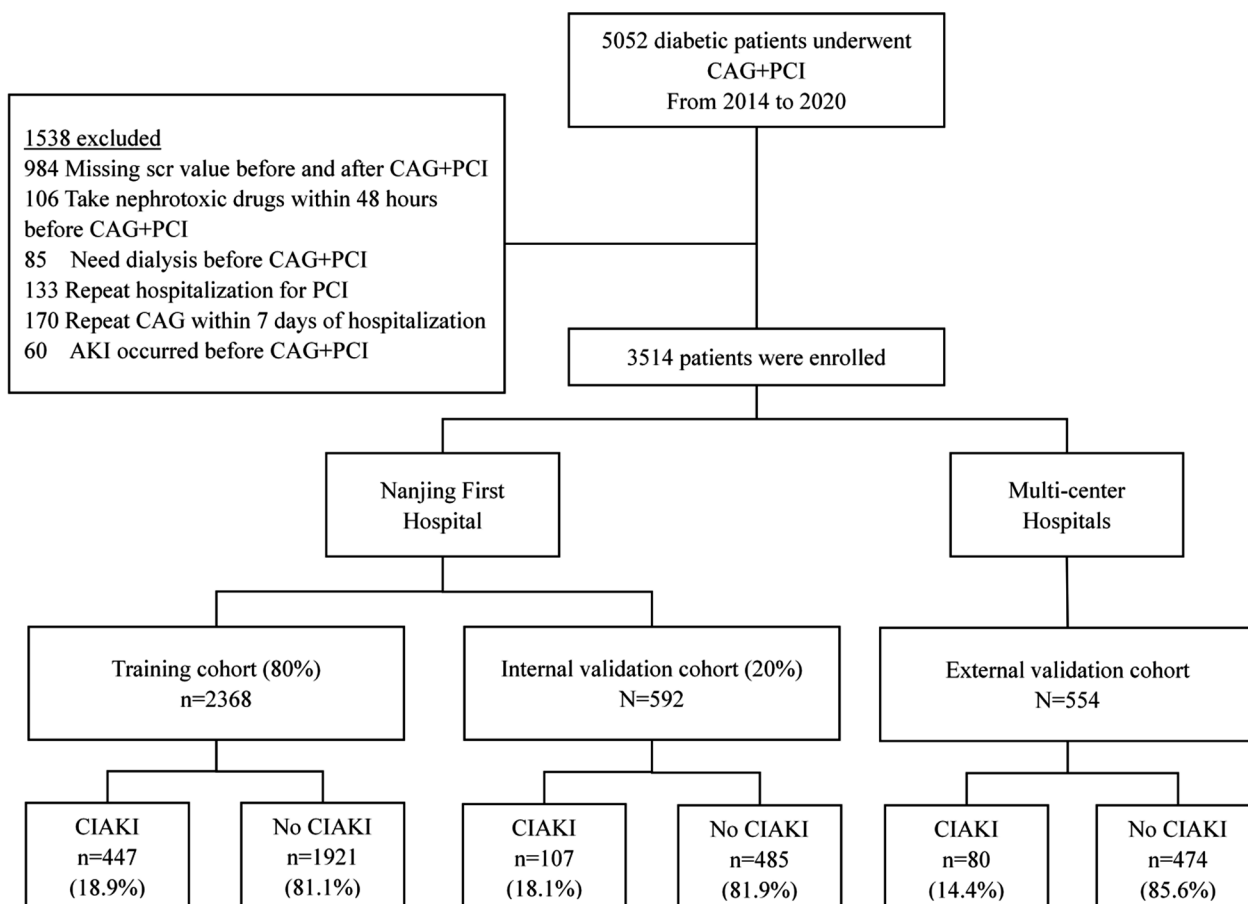 5052 diabetic patients underwent
CAG+PCI
From 2014 to 2020
1538 excluded
984 Missing scr value before and after CAG+PCI
106 Take nephrotoxic drugs within 48 hours
before CAG+PCI
85 Need dialysis before CAG+PCI
133 Repeat hospitalization for PCI
170 Repeat CAG within 7 days of hospitalization
60 AKI occurred before CAG+PCI
3514 patients were enrolled
Nanjing First
Hospital
Multi-center
Hospitals
Training cohort (80%)
n=2368
Internal validation cohort (20%)
N=592
External validation cohort
N=554
CIAKI
n=447
(18.9%)
No CIAKI
n=1921
(81.1%)
CIAKI
n=107
(18.1%)
No CIAKI
n=485
(81.9%)
CIAKI
n=80
(14.4%)
No CIAKI
n=474
(85.6%)